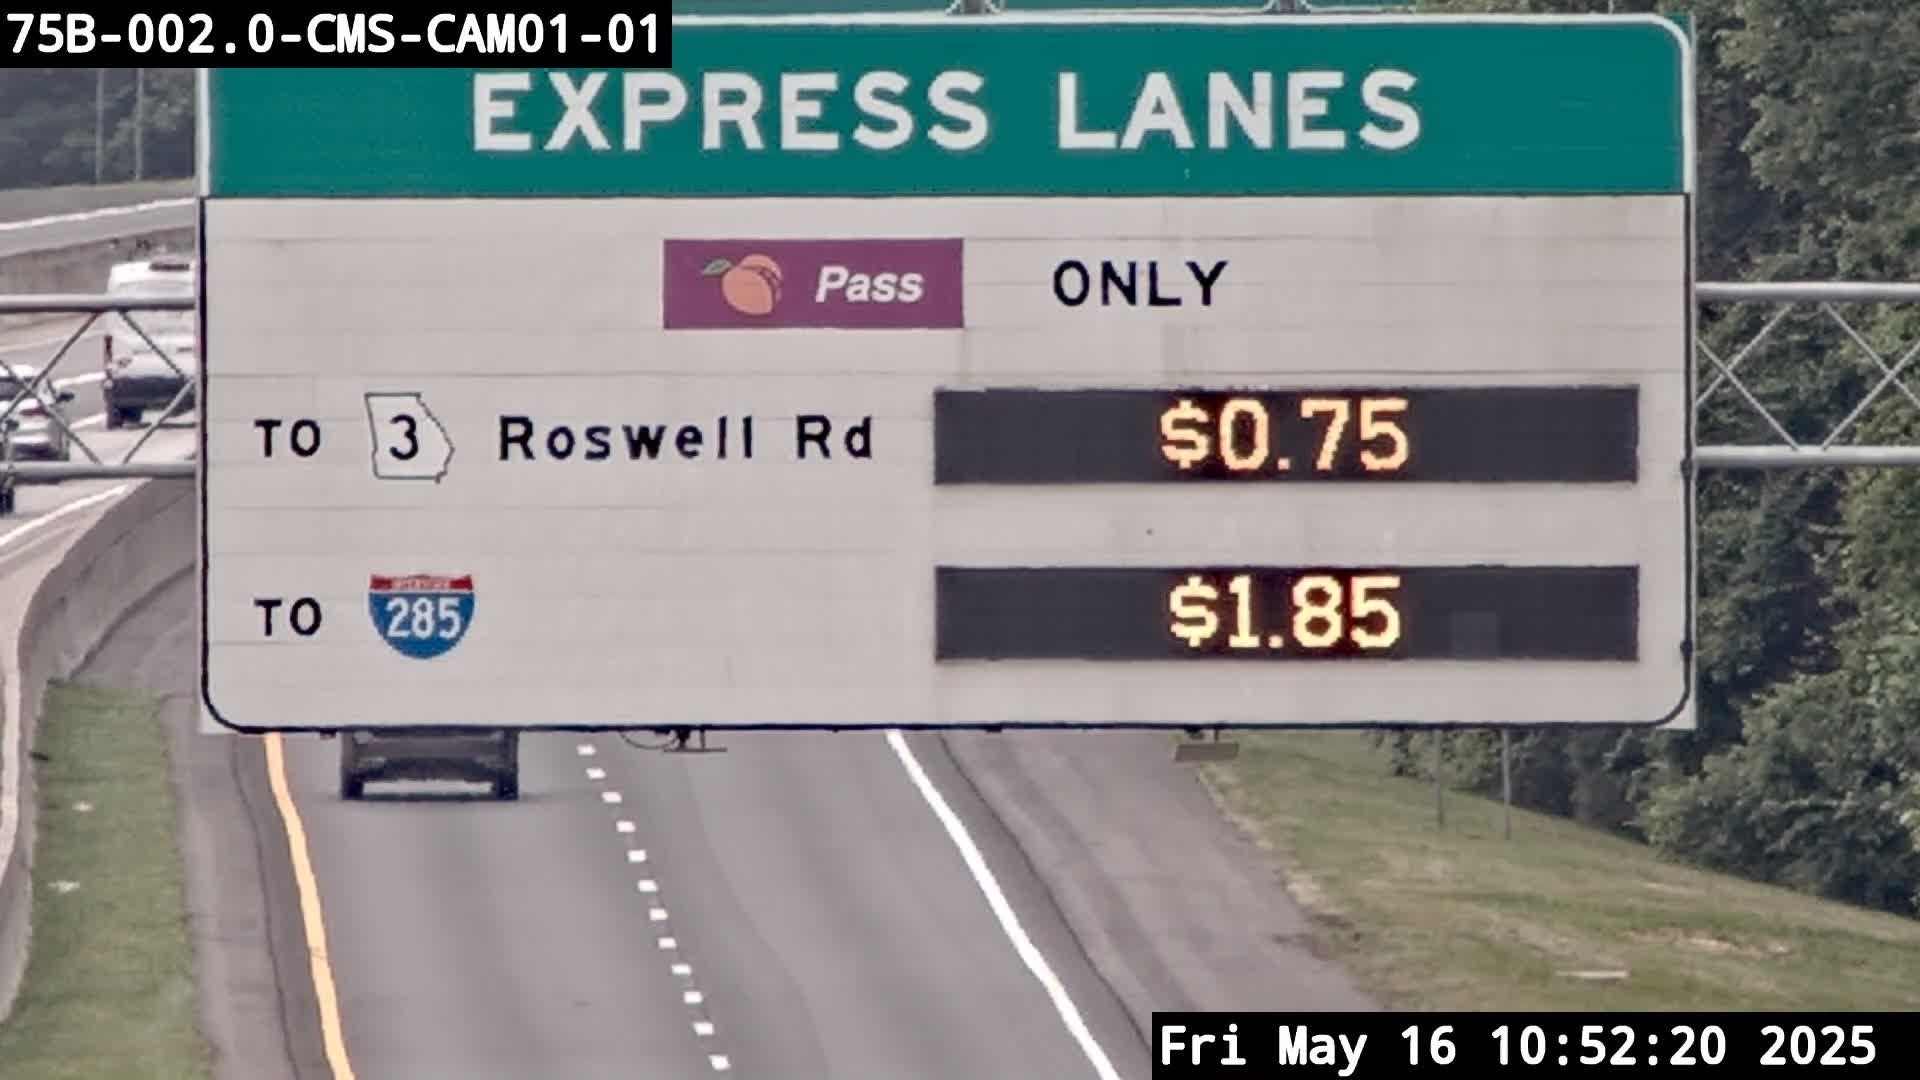 75B-002.0-CMS-CAM01-01
EXPRESS LANES
Pass ONLY
TO 3 Roswell Rd $0.75
INTERSTATE
TO 285 $1.85
Fri May 16 10:52:20 2025